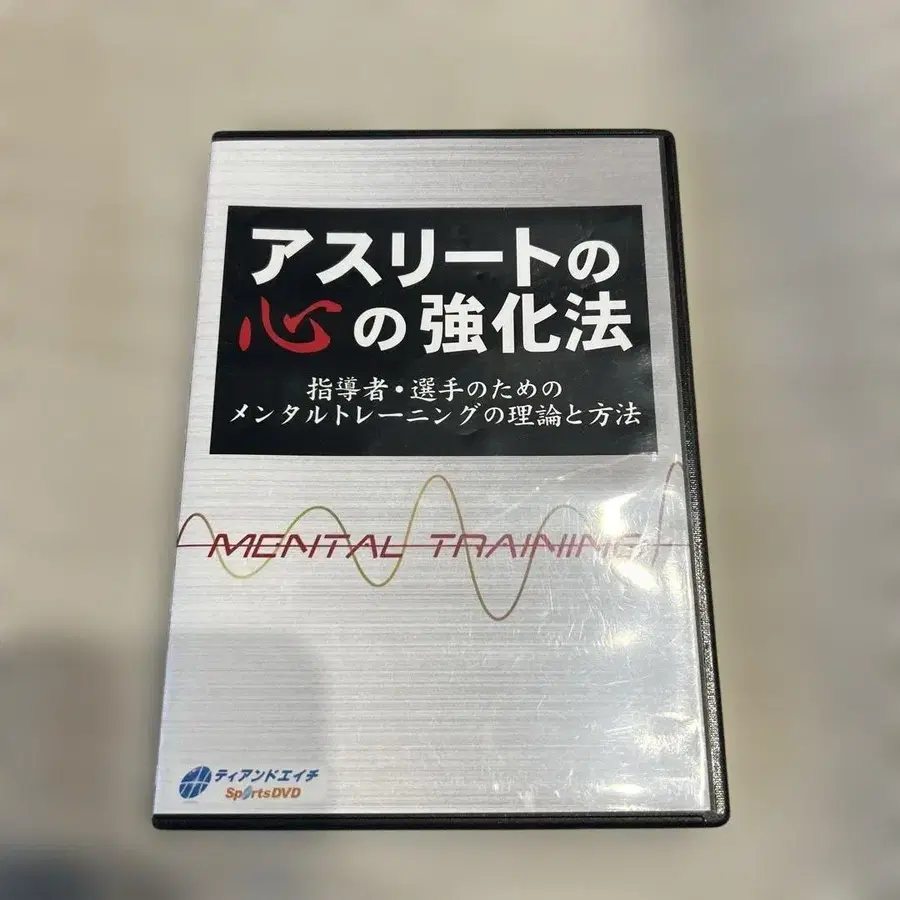 アスリートの
心の強化法
指導者・選手のための
メンタルトレーニングの理論と方法
MENTAL TRAINING
ティアンドエイチ
SportsDVD